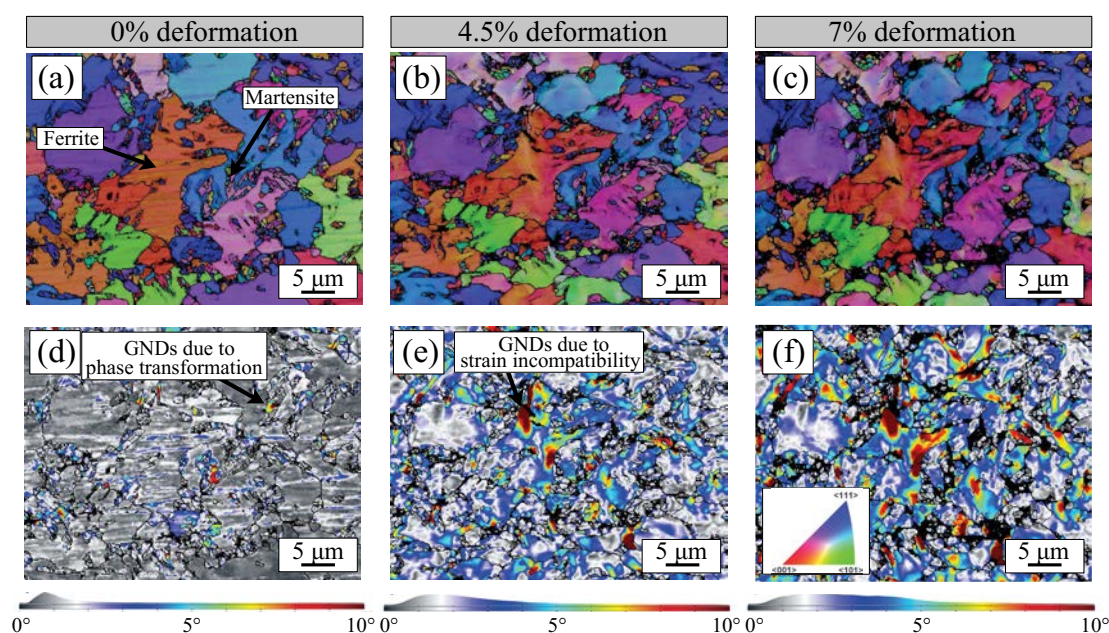 0% deformation
4.5% deformation
7% deformation
(a)
(b)
(c)
Martensite
Ferrite
5 μm
5 μm
5 μm
(d)
GNDs due to
phase transformation
(e)
GNDs due to
strain incompatibility
(f)
<111>
<001>
<101>
5 μm
5 μm
5 μm
0° 5° 10°
0° 5° 10°
0° 5° 10°